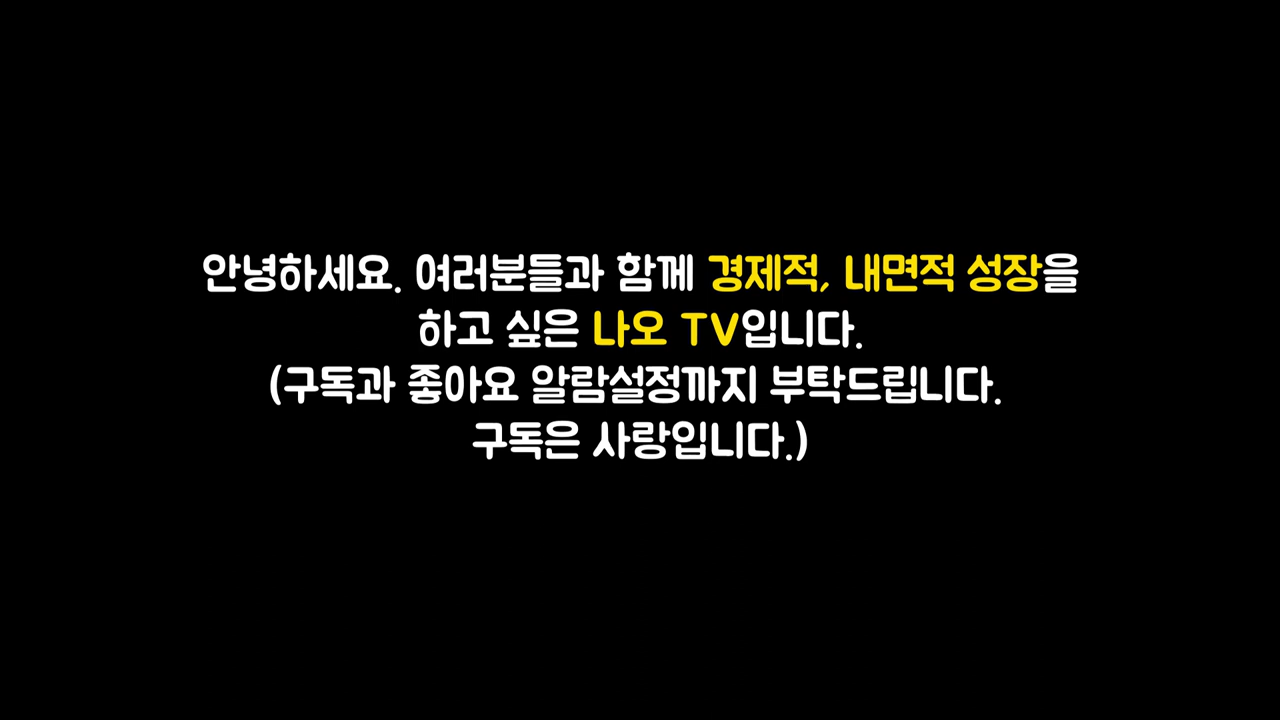 안녕하세요. 여러분들과 함께 경제적, 내면적 성장을
하고 싶은 나오 TV입니다.
(구독과 좋아요 알람설정까지 부탁드립니다.
구독은 사랑입니다.)